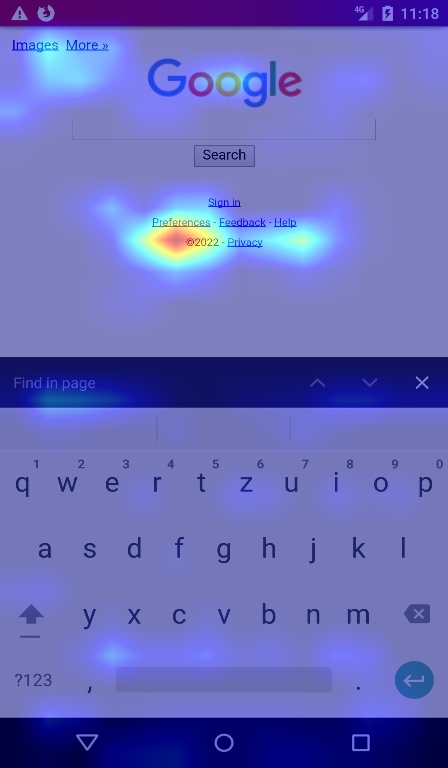 4G 11:18
Images More »
Google
Search
Sign in
Preferences - Feedback - Help
©2022 - Privacy
Find in page
1 2 3 4 5 6 7 8 9 0
q w e r t z u i o p
a s d f g h j k l
y x c v b n m
?123 , .